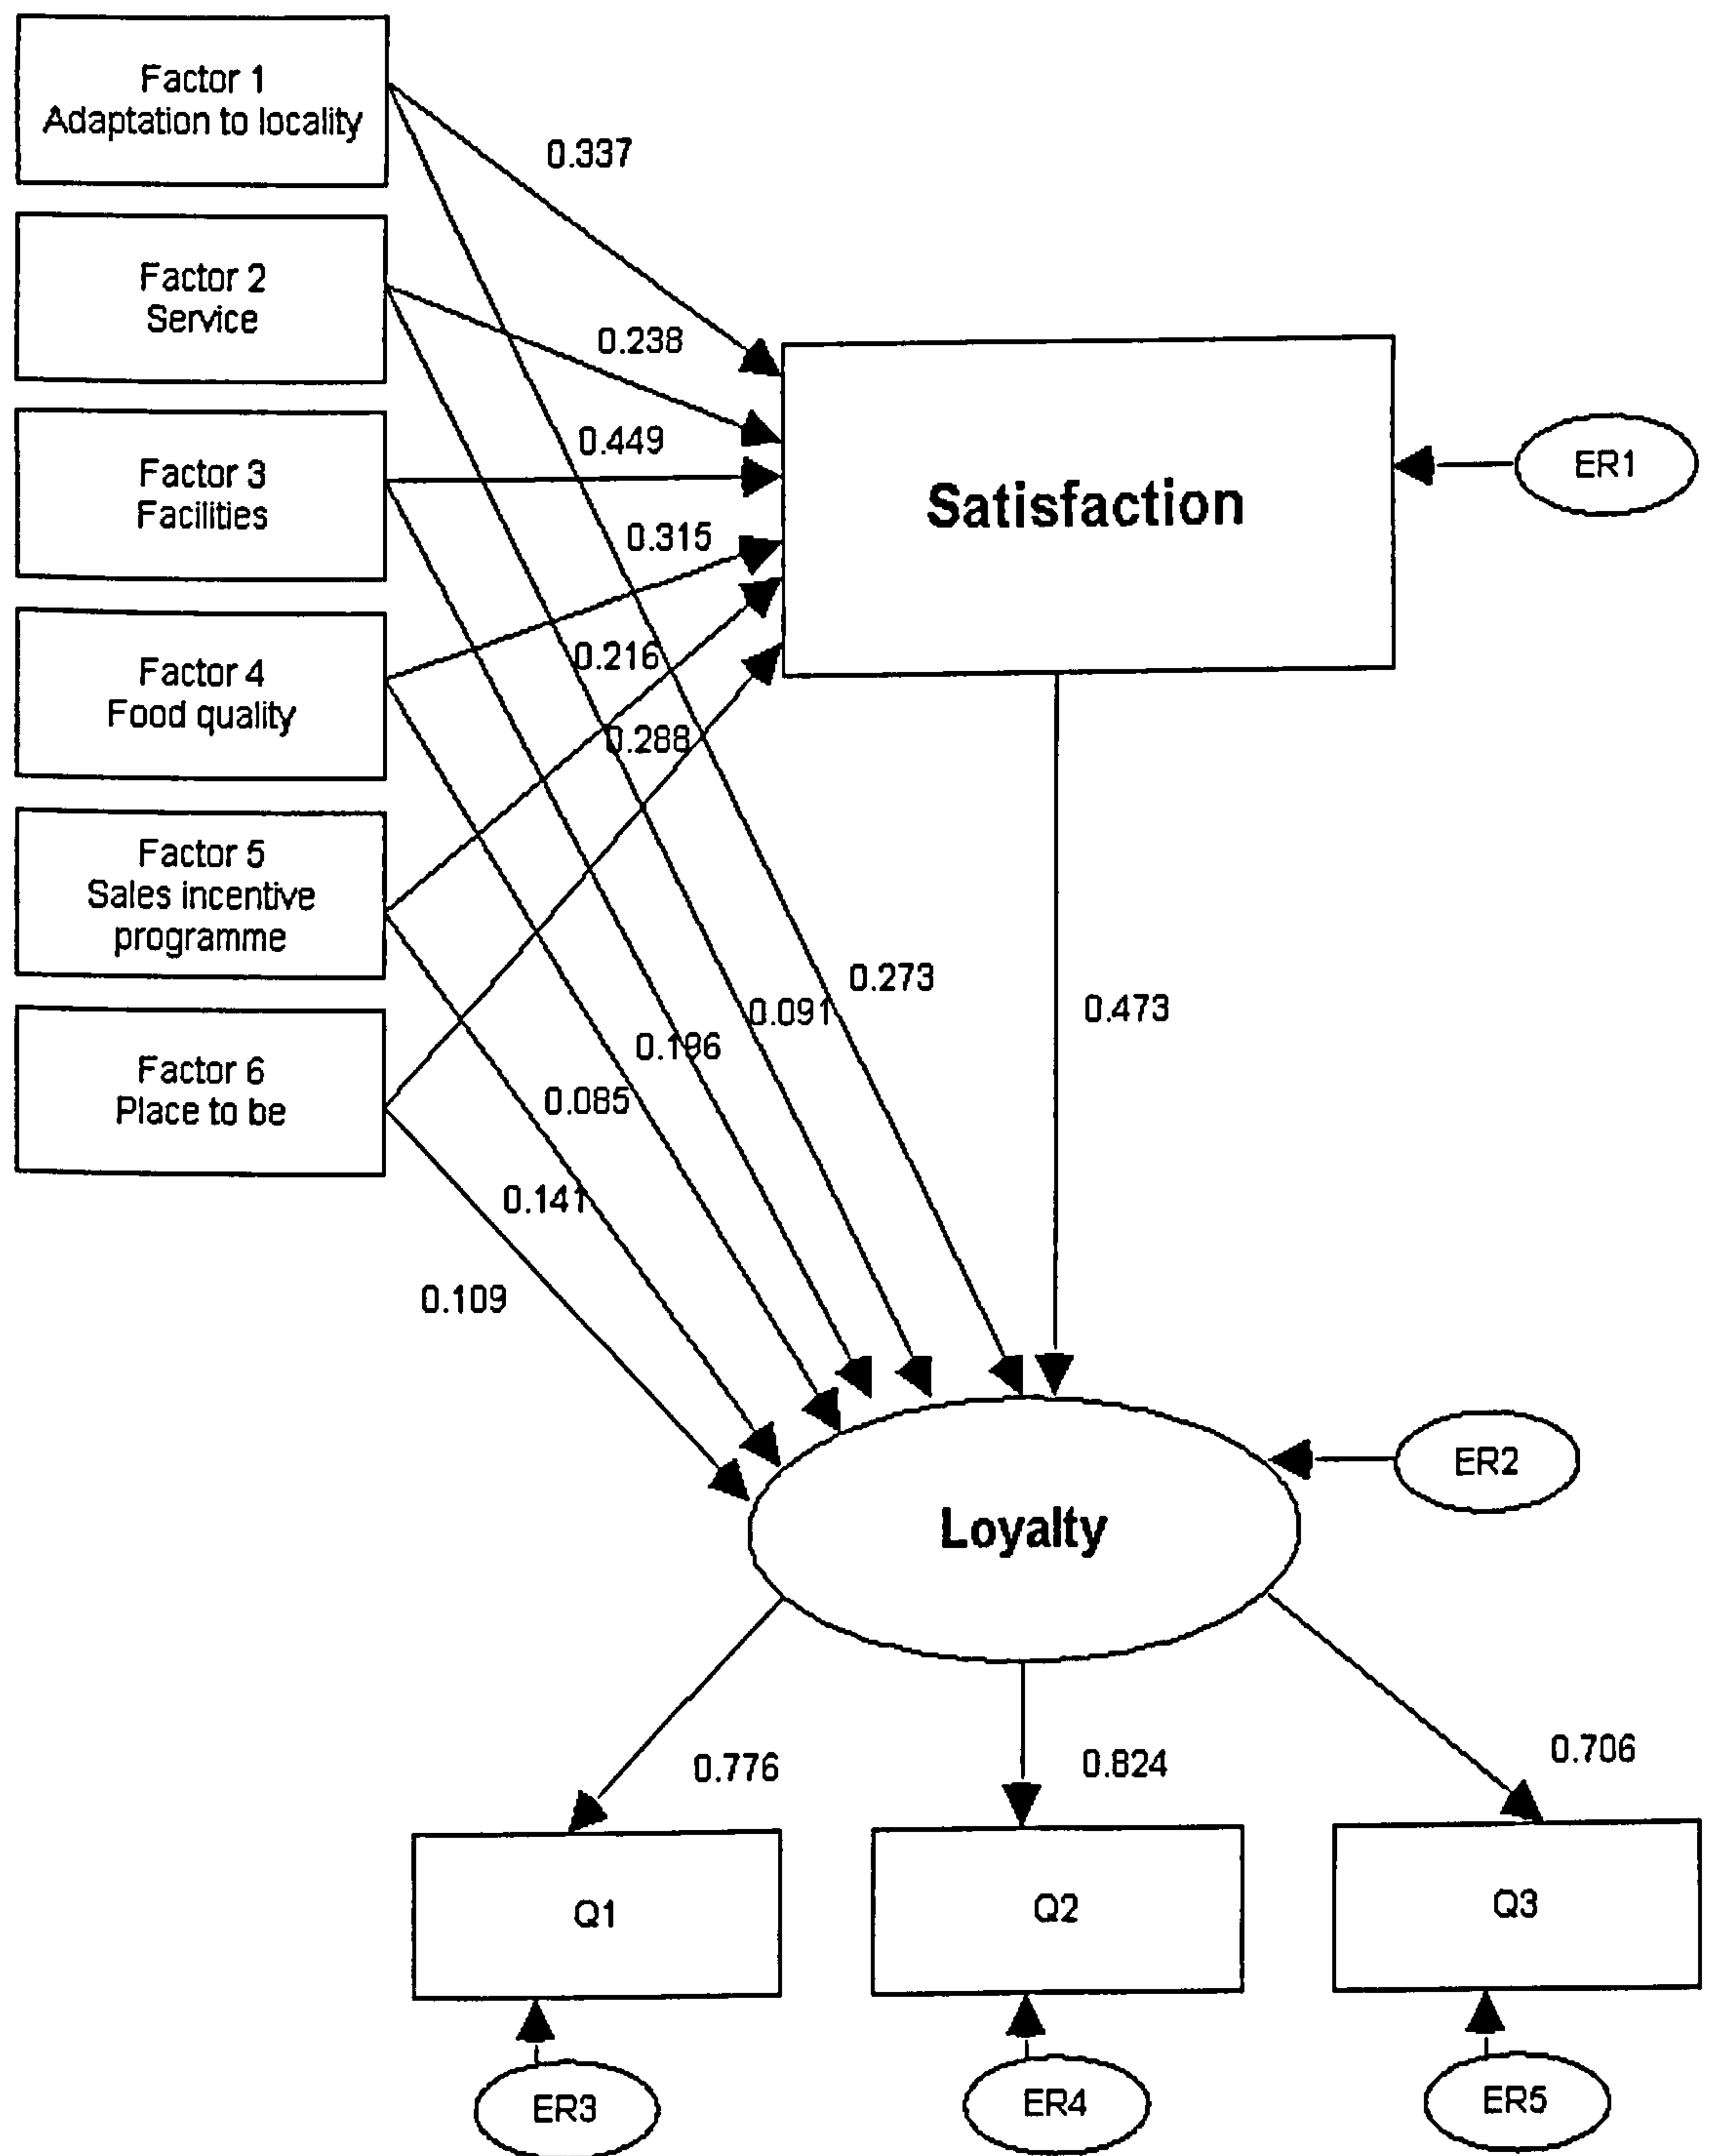 Factor 1
Adaptation to locality
0.337
Factor 2
Service
0.238
0.449
Factor 3
Facilities
Satisfaction
ER1
0.315
0.216
Factor 4
Food quality
0.288
Factor 5
Sales incentive
programme
0.273
0.473
0.091
0.196
Factor 6
Place to be
0.085
0.141
0.109
ER2
Loyalty
0.776
0.824
0.706
Q1
Q2
Q3
ER3
ER4
ER5